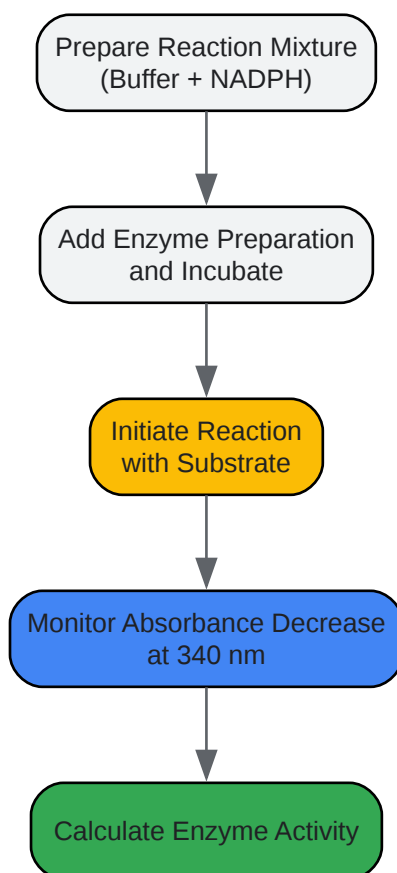 Prepare Reaction Mixture
(Buffer + NADPH)
Add Enzyme Preparation
and Incubate
Initiate Reaction
with Substrate
Monitor Absorbance Decrease
at 340 nm
Calculate Enzyme Activity